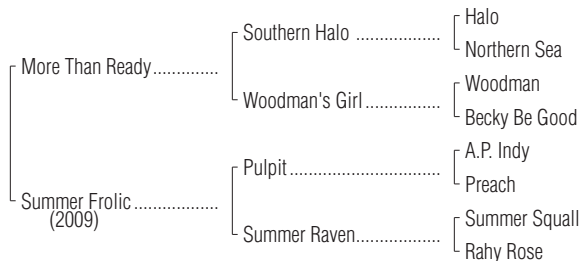 Halo
Southern Halo ..................
Northern Sea
More Than Ready..............
Woodman
Woodman's Girl................
Becky Be Good
A.P. Indy
Pulpit................................
Preach
Summer Frolic ..................
(2009)
Summer Squall
Summer Raven..................
Rahy Rose